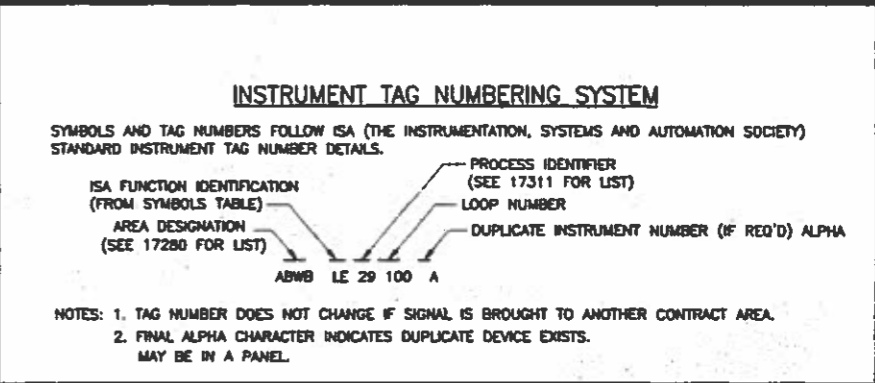 INSTRUMENT TAG NUMBERING SYSTEM
SYMBOLS AND TAG NUMBERS FOLLOW ISA (THE INSTRUMENTATION, SYSTEMS AND AUTOMATION SOCIETY)
STANDARD INSTRUMENT TAG NUMBER DETAILS.
PROCESS IDENTIFIER
(SEE 17311 FOR LIST)
ISA FUNCTION IDENTIFICATION
(FROM SYMBOLS TABLE)
LOOP NUMBER
AREA DESIGNATION
(SEE 17280 FOR LIST)
DUPLICATE INSTRUMENT NUMBER (IF REQ'D) ALPHA
ABWB LE 29 100 A
NOTES: 1. TAG NUMBER DOES NOT CHANGE IF SIGNAL IS BROUGHT TO ANOTHER CONTRACT AREA.
2. FINAL ALPHA CHARACTER INDICATES DUPLICATE DEVICE EXISTS.
MAY BE IN A PANEL.